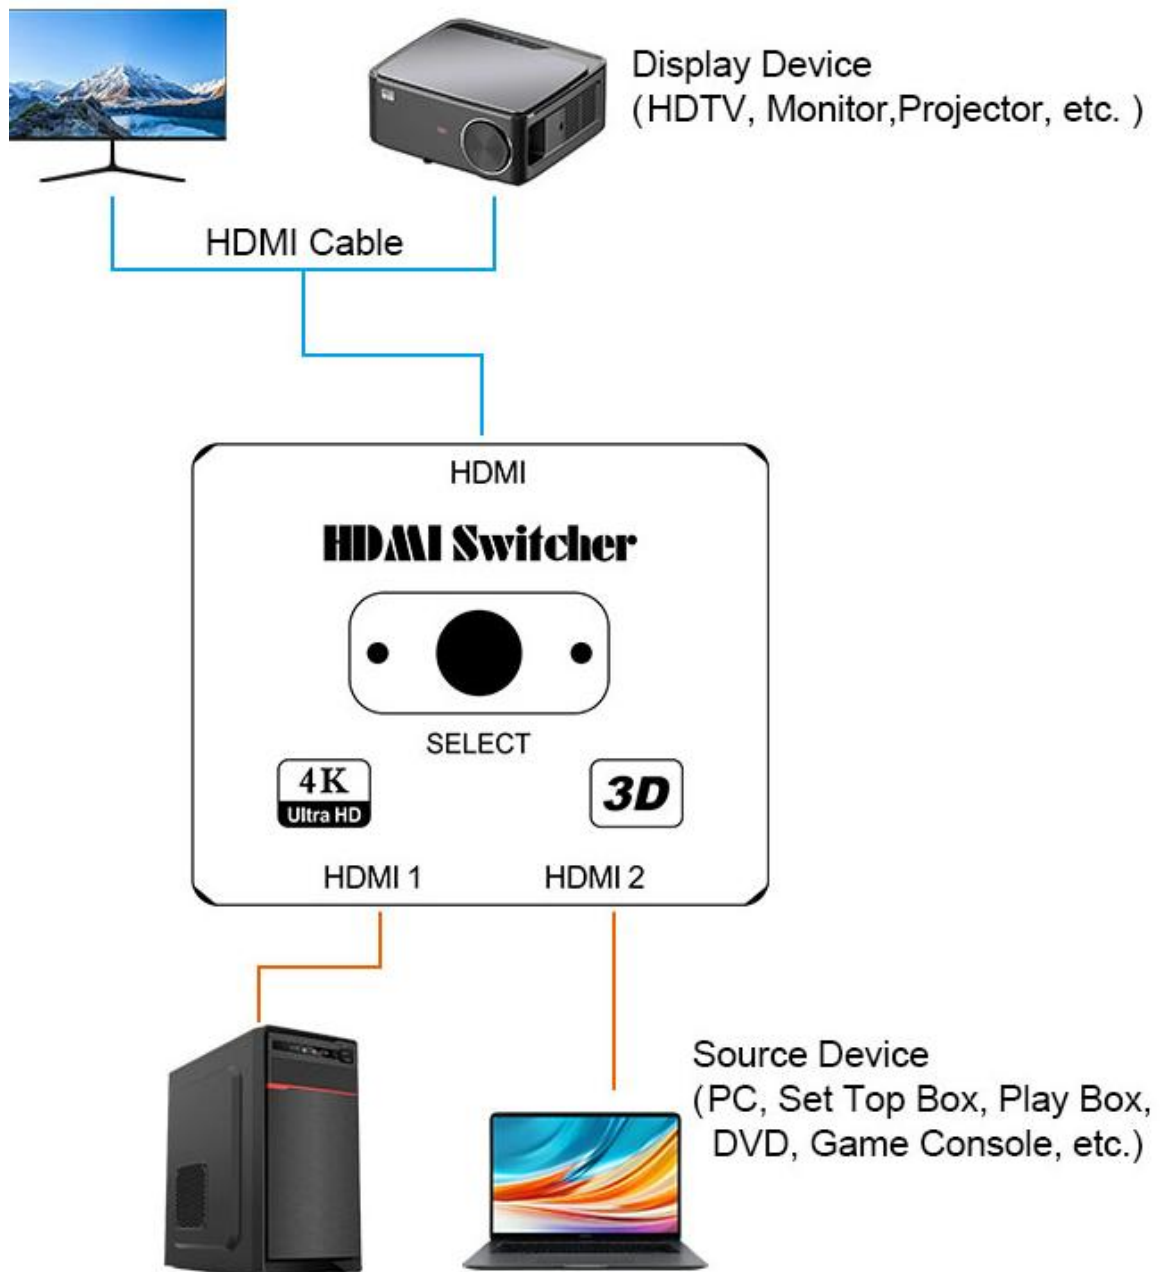 Display Device
(HDTV, Monitor,Projector, etc. )
HDMI Cable
HDMI
HDMI Switcher
SELECT
4K
Ultra HD
3D
HDMI 1
HDMI 2
Source Device
(PC, Set Top Box, Play Box,
DVD, Game Console, etc.)